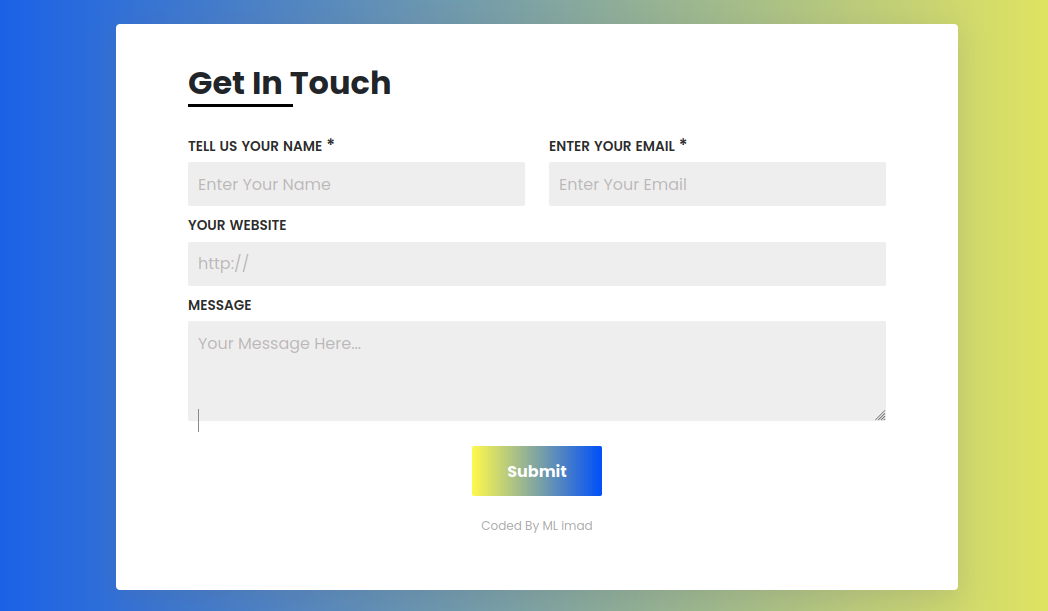 Get In Touch
TELL US YOUR NAME *
ENTER YOUR EMAIL *
Enter Your Name
Enter Your Email
YOUR WEBSITE
http://
MESSAGE
Your Message Here...
Submit
Coded By ML Imad